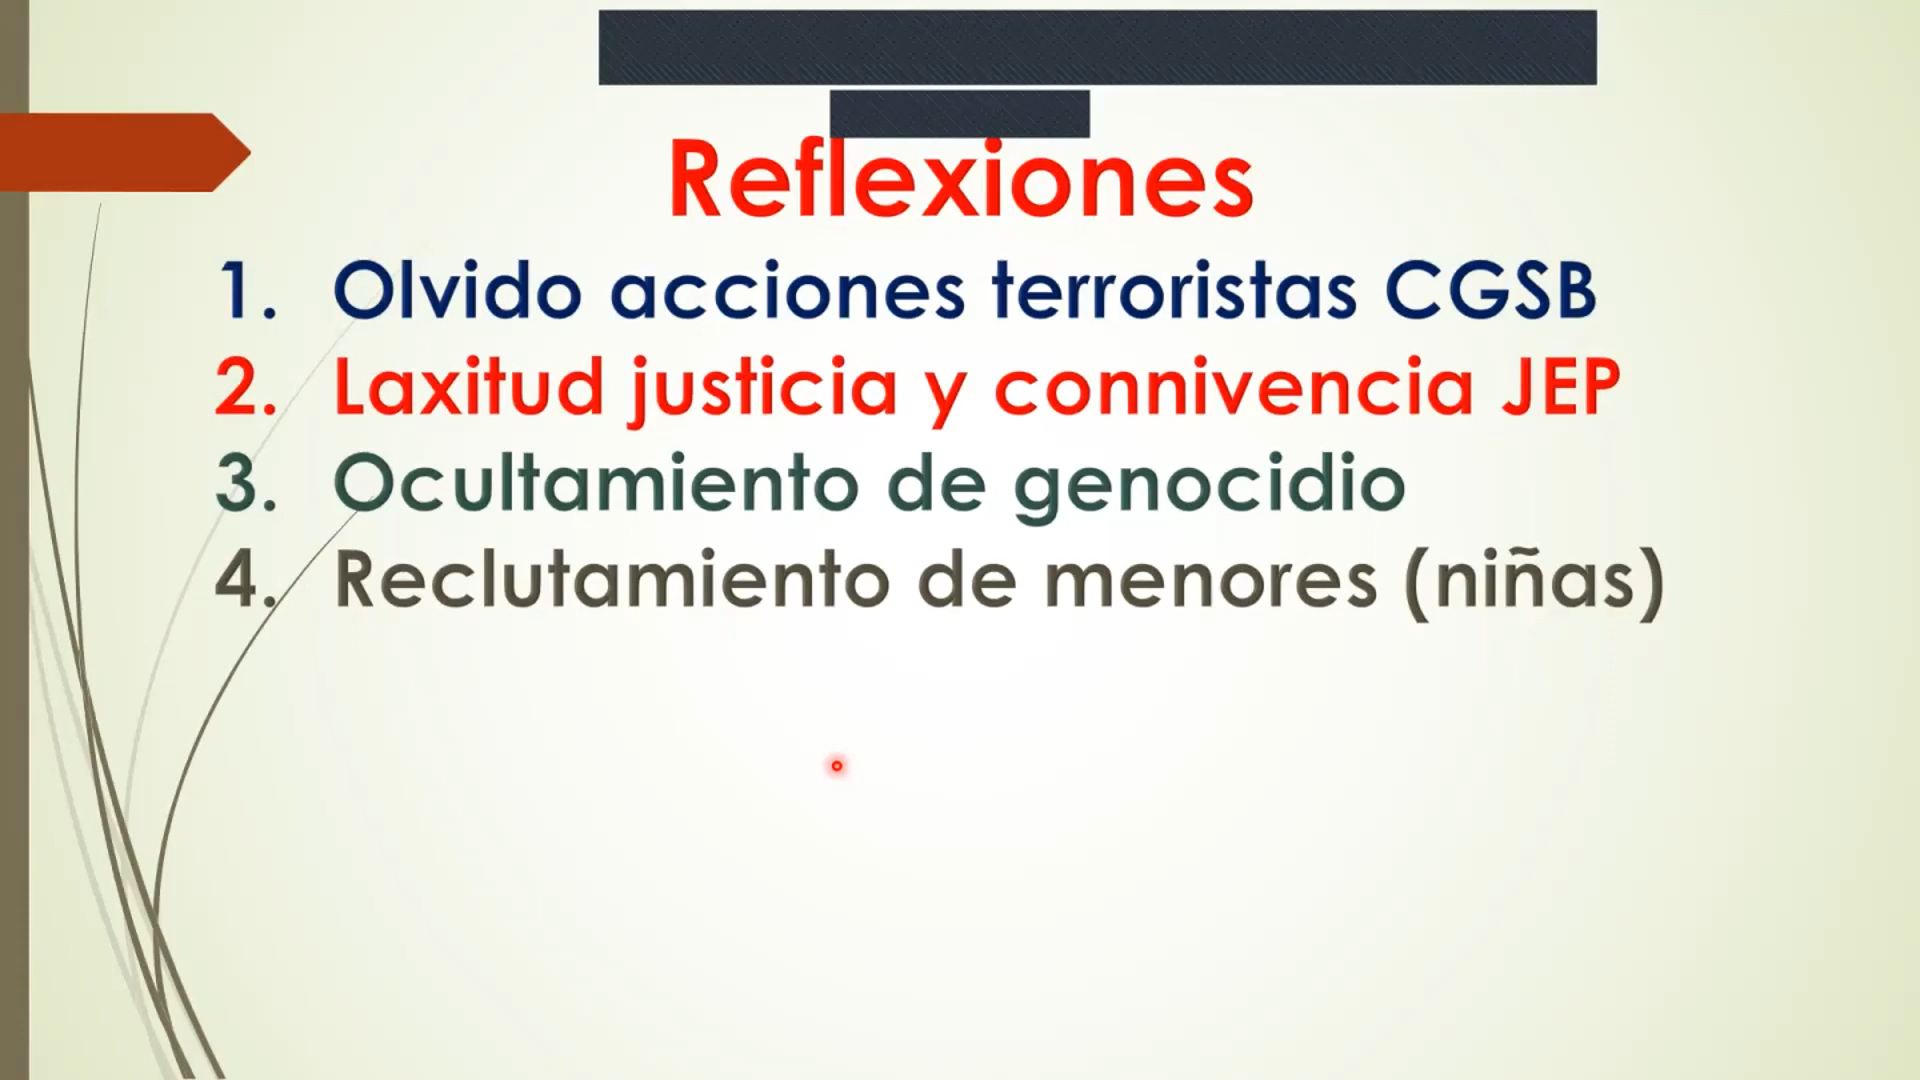 Reflexiones
1. Olvido acciones terroristas CGSB
2. Laxitud justicia y connivencia JEP
3. Ocultamiento de genocidio
4. Reclutamiento de menores (niñas)